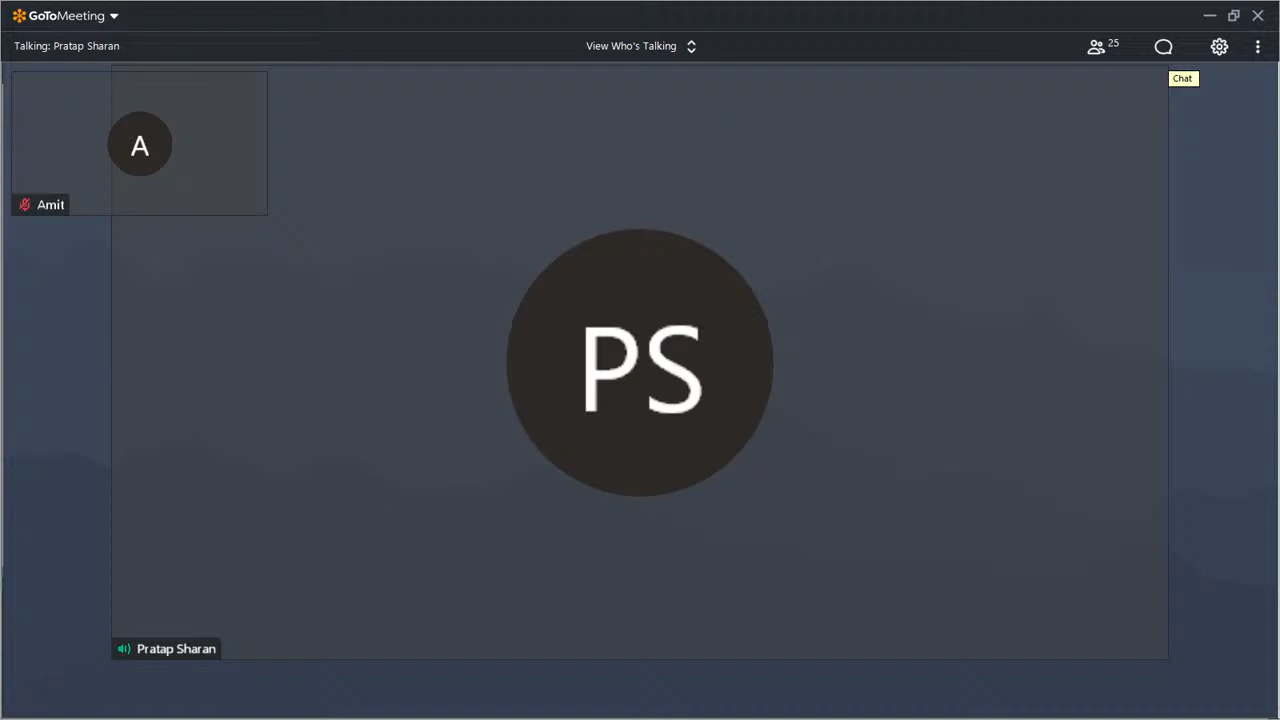 GoToMeeting
Talking: Pratap Sharan
View Who's Talking
25
Chat
A
Amit
PS
Pratap Sharan